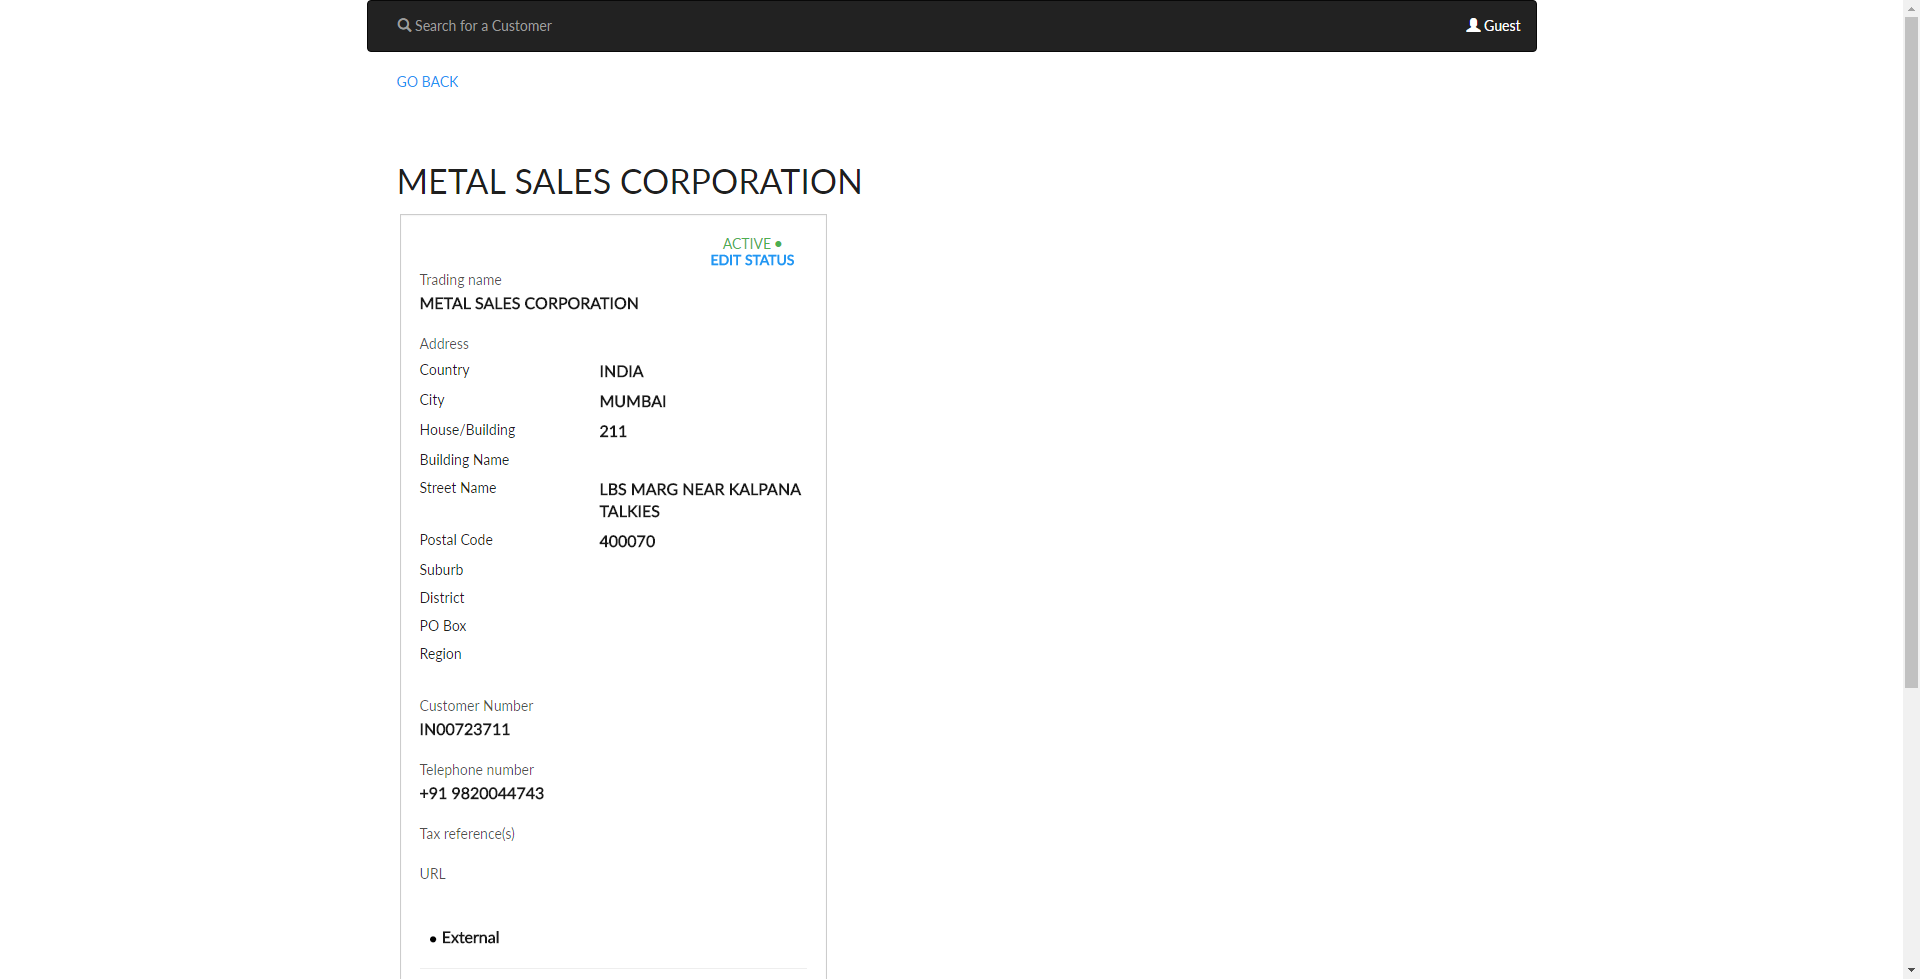 Search for a Customer
Guest
GO BACK
METAL SALES CORPORATION
ACTIVE ●
EDIT STATUS
Trading name
METAL SALES CORPORATION
Address
Country INDIA
City MUMBAI
House/Building 211
Building Name
Street Name LBS MARG NEAR KALPANA
TALKIES
Postal Code 400070
Suburb
District
PO Box
Region
Customer Number
IN00723711
Telephone number
+91 9820044743
Tax reference(s)
URL
● External